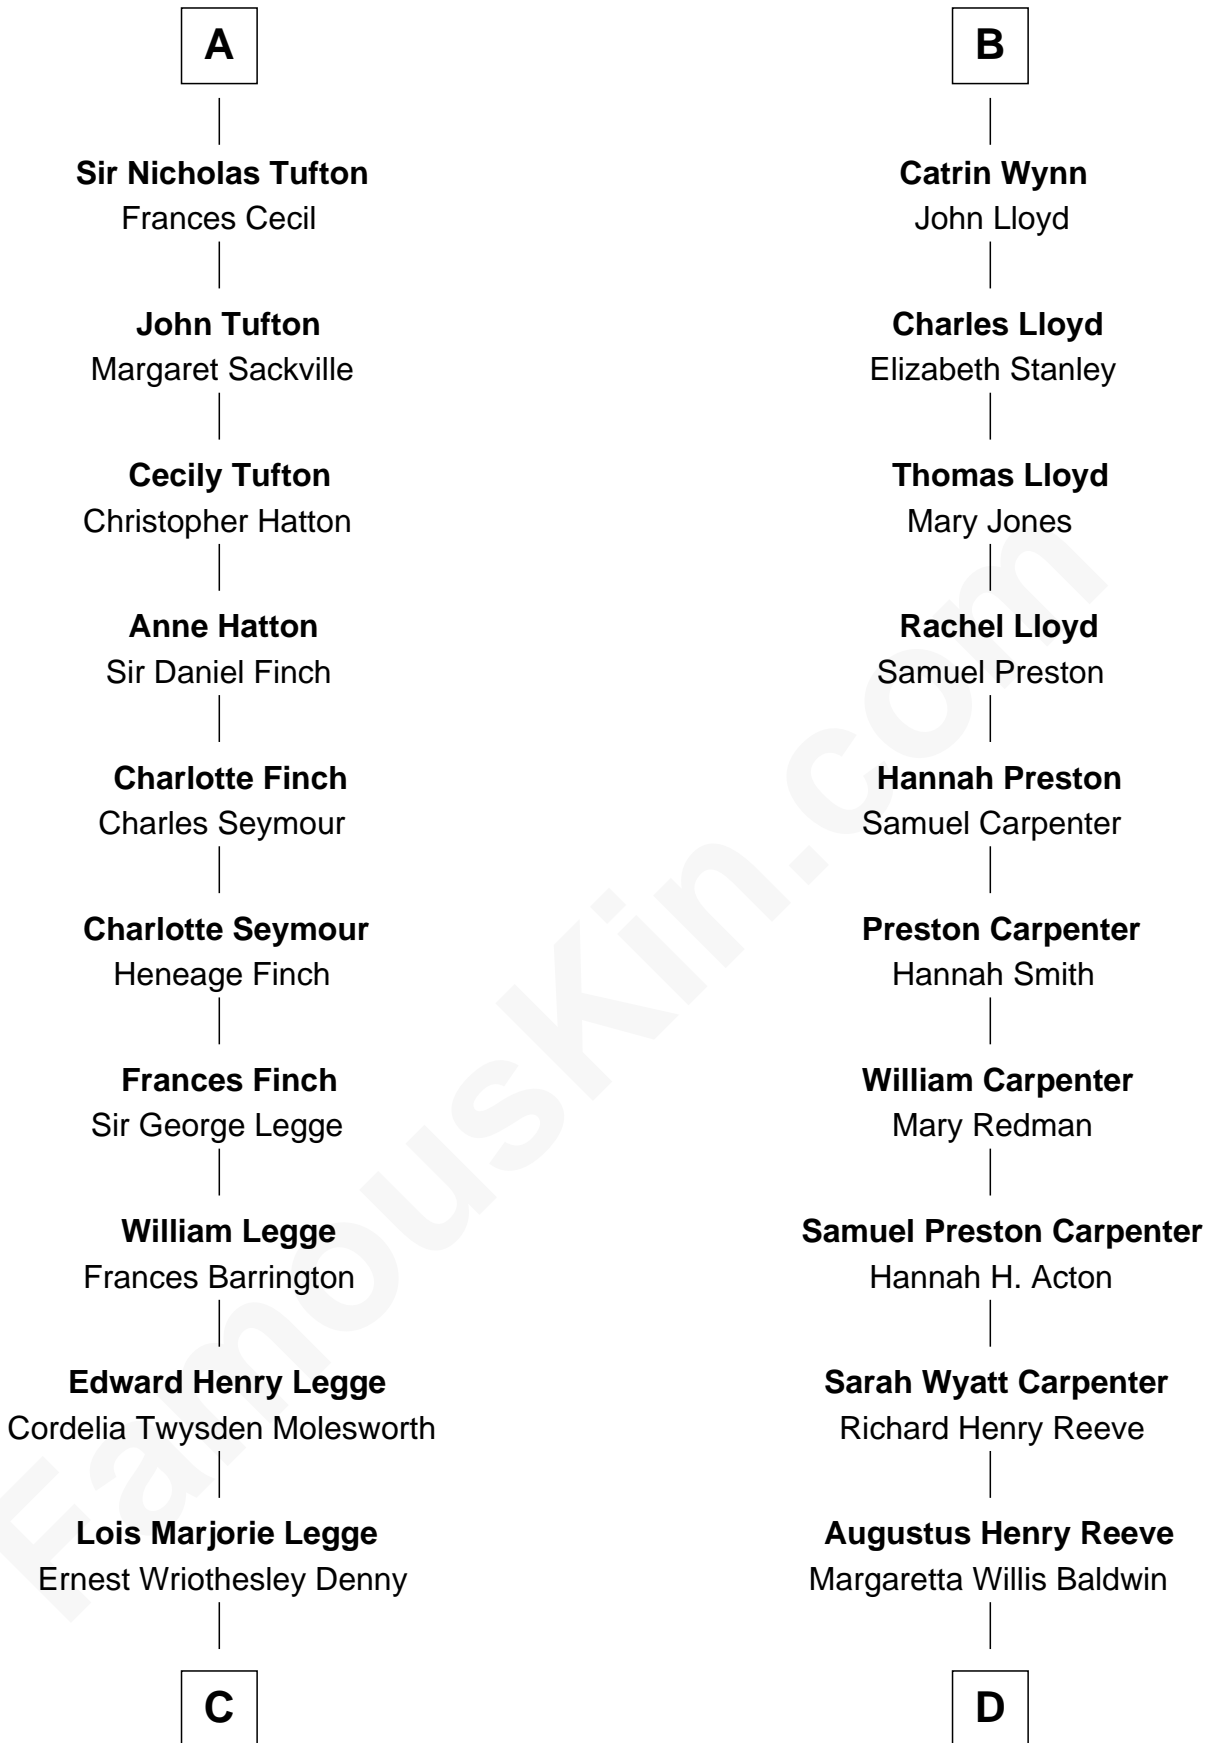 A
Sir Nicholas Tufton
Frances Cecil
John Tufton
Margaret Sackville
Cecily Tufton
Christopher Hatton
Anne Hatton
Sir Daniel Finch
Charlotte Finch
Charles Seymour
Charlotte Seymour
Heneage Finch
Frances Finch
Sir George Legge
William Legge
Frances Barrington
Edward Henry Legge
Cordelia Twysden Molesworth
Lois Marjorie Legge
Ernest Wriothesley Denny
C
B
Catrin Wynn
John Lloyd
Charles Lloyd
Elizabeth Stanley
Thomas Lloyd
Mary Jones
Rachel Lloyd
Samuel Preston
Hannah Preston
Samuel Carpenter
Preston Carpenter
Hannah Smith
William Carpenter
Mary Redman
Samuel Preston Carpenter
Hannah H. Acton
Sarah Wyatt Carpenter
Richard Henry Reeve
Augustus Henry Reeve
Margaretta Willis Baldwin
D
FamousKin.com